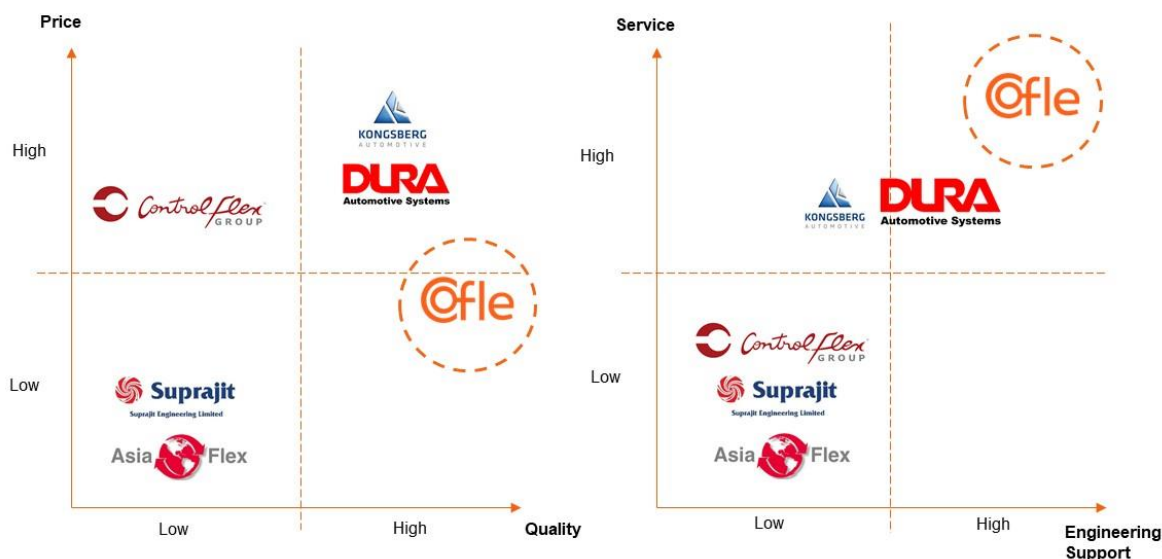 Price
High
Low
KONGSBERG
AUTOMOTIVE
DURA
Automotive Systems
Control Flex
GROUP
Cofle
Suprajit
Suprajit Engineering Limited
Asia Flex
Low
High
Quality
Service
High
Low
Cofle
KONGSBERG
AUTOMOTIVE
DURA
Automotive Systems
Control Flex
GROUP
Suprajit
Suprajit Engineering Limited
Asia Flex
Low
High
Engineering
Support